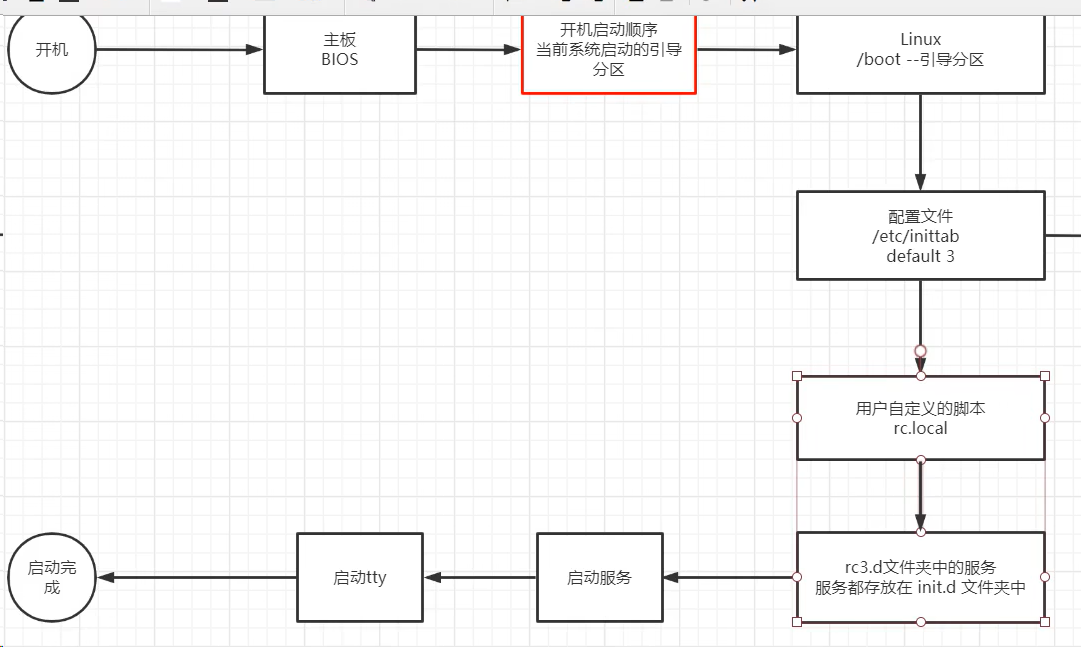 开机
主板
BIOS
开机启动顺序
当前系统启动的引导
分区
Linux
/boot --引导分区
配置文件
/etc/inittab
default 3
用户自定义的脚本
rc.local
rc3.d文件夹中的服务
服务都存放在 init.d 文件夹中
启动服务
启动tty
启动完
成